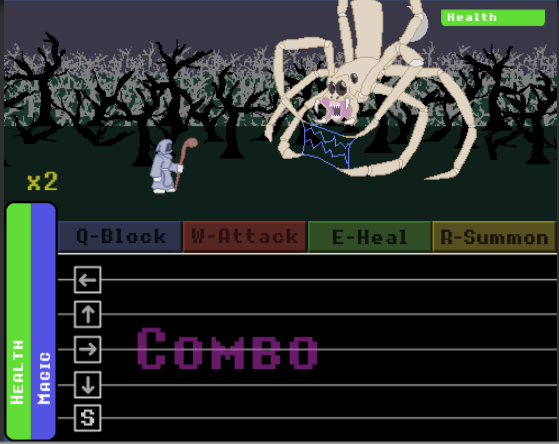 Health
x2
Q-Block W-Attack E-Heal R-Summon
←
↑
→
↓
S
Combo
HEALTH
MAGIC